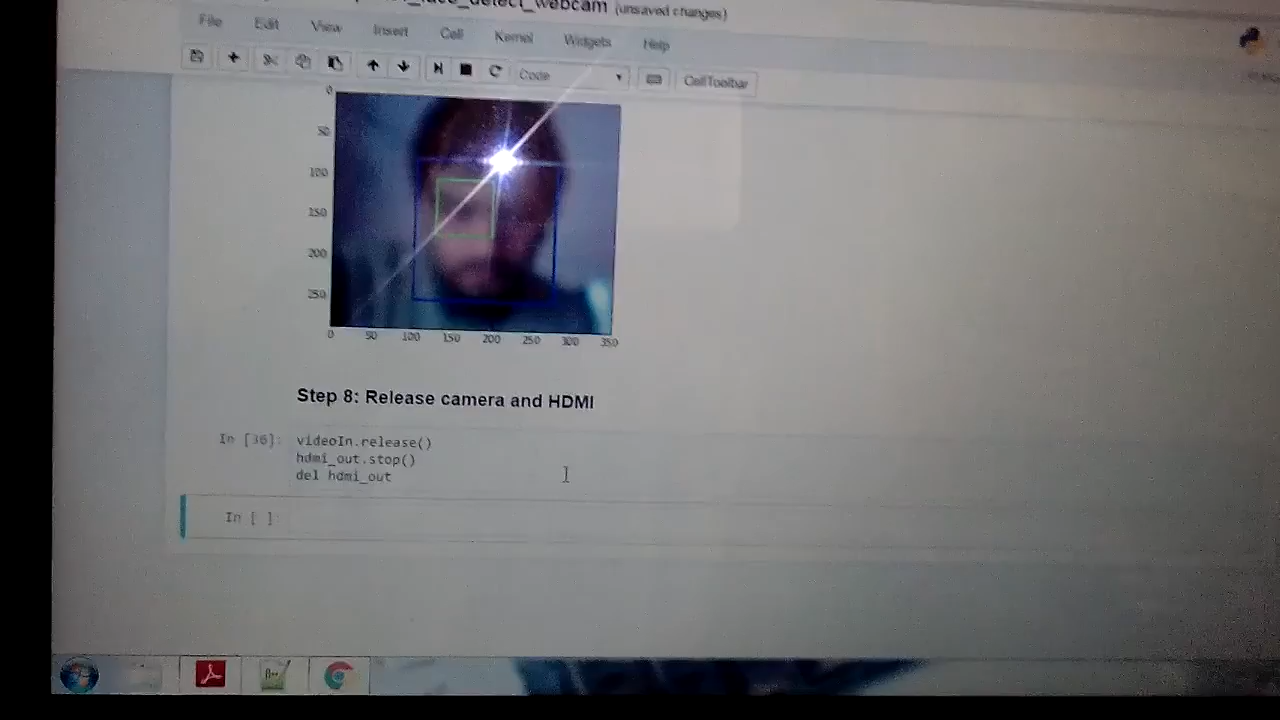 _face_detect_webcam (unsaved changes)
File Edit View Insert Cell Kernel Widgets Help
Code CellToolbar
0
50
100
150
200
250
0 50 100 150 200 250 300 350
Step 8: Release camera and HDMI
In [36]: videoIn.release()
hdmi_out.stop()
del hdmi_out
In [ ]: